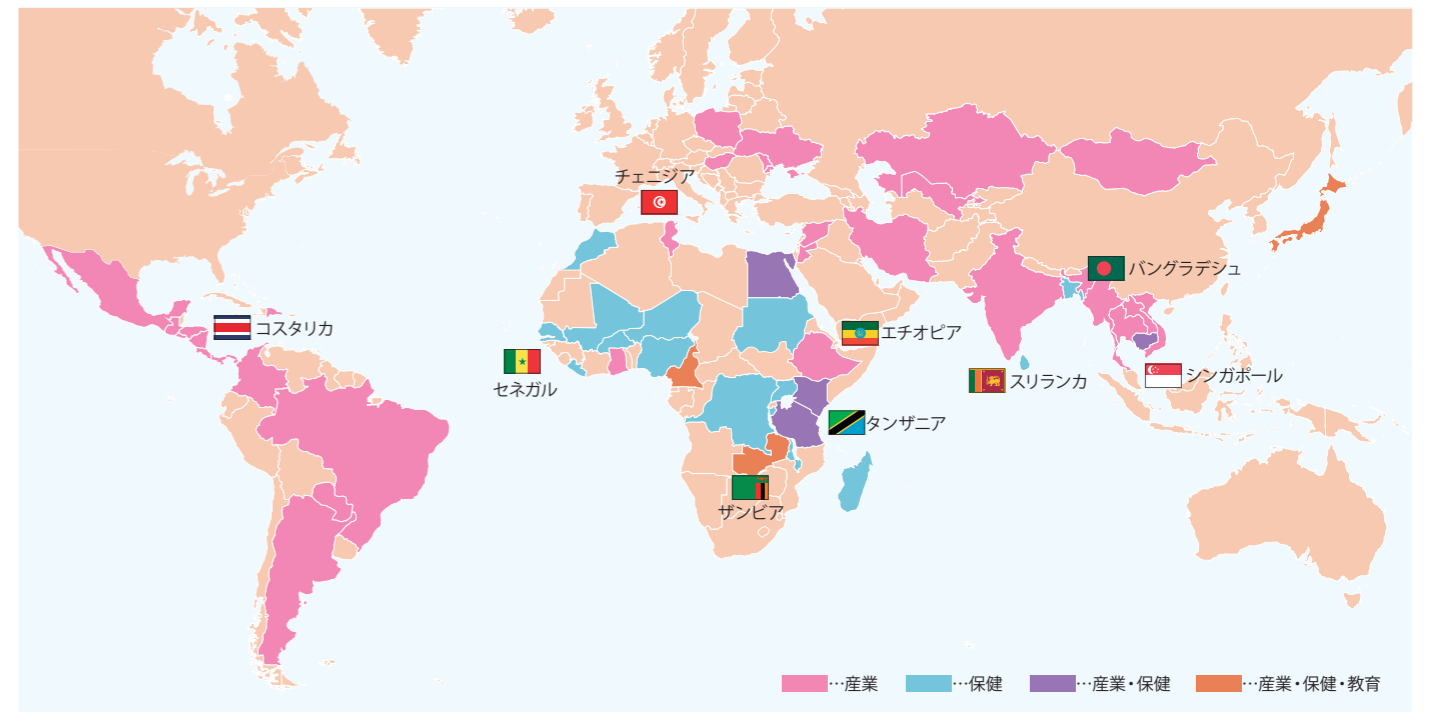 チェニジア
バングラデシュ
コスタリカ
エチオピア
セネガル
スリランカ
シンガポール
タンザニア
ザンビア
…産業
…保健
…産業・保健
…産業・保健・教育